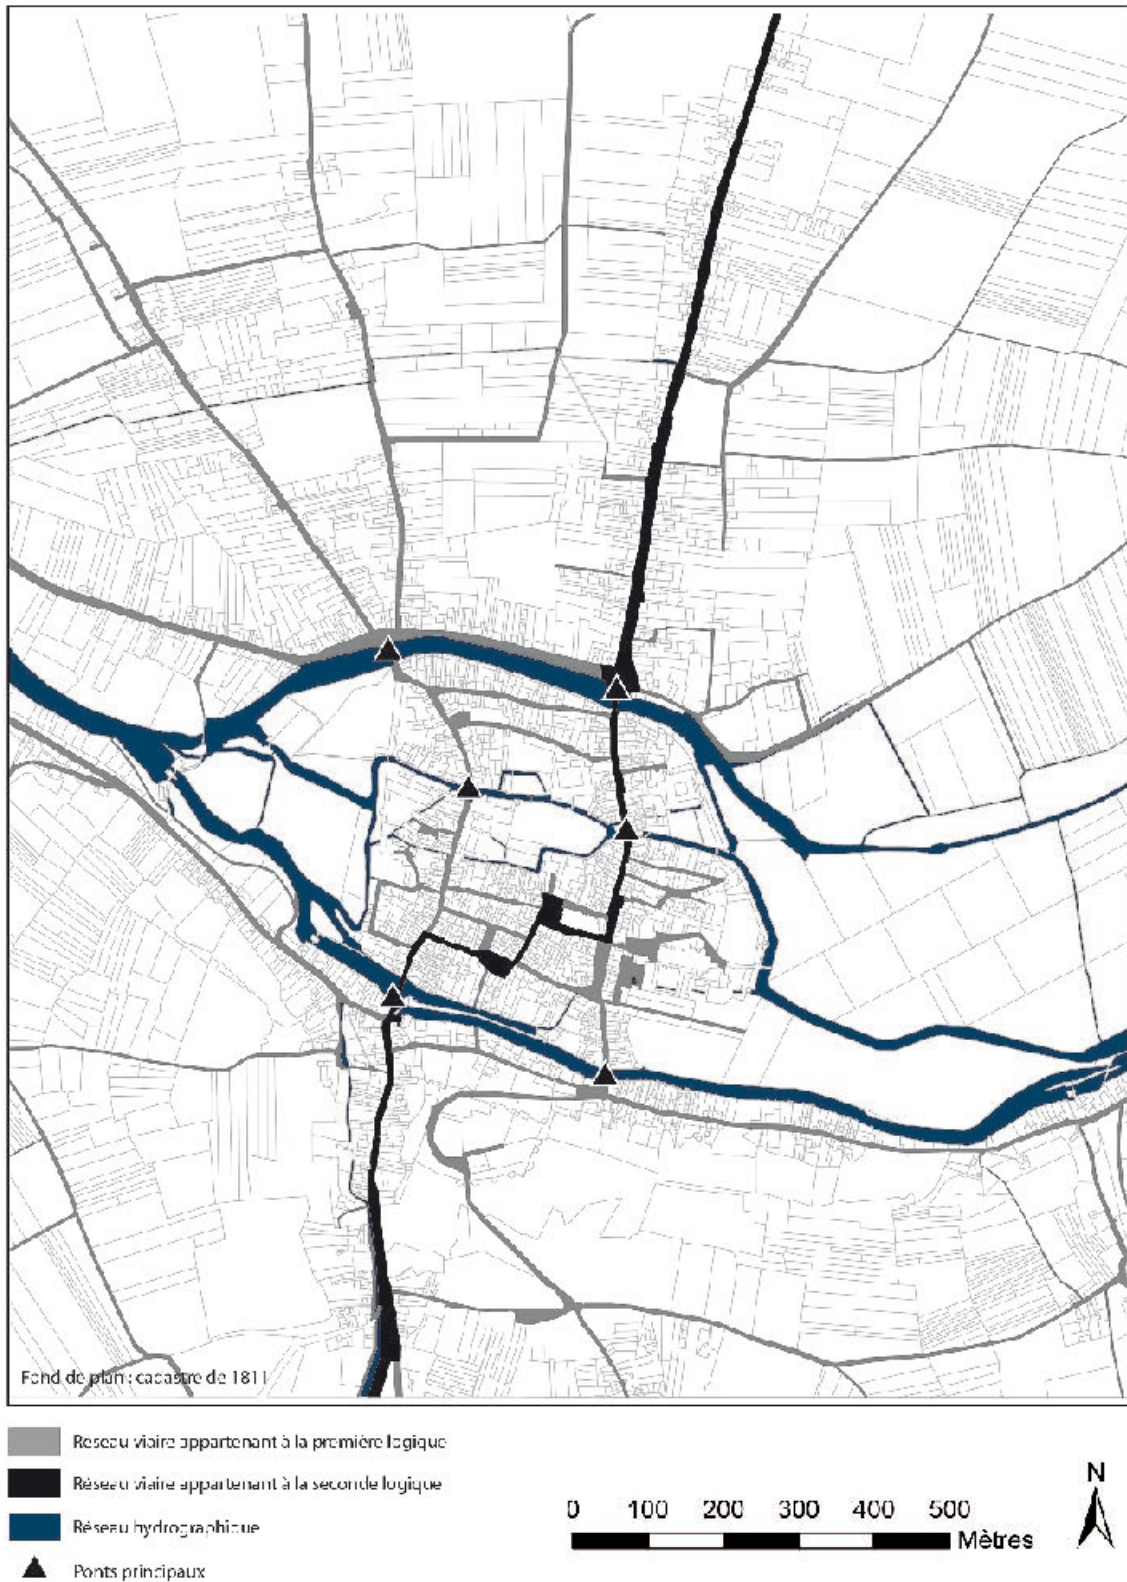 Fond de plan : cadastre de 1811
Réseau viaire appartenant à la première logique
Réseau viaire appartenant à la seconde logique
Réseau hydrographique
Ponts principaux
0 100 200 300 400 500
Mètres
N